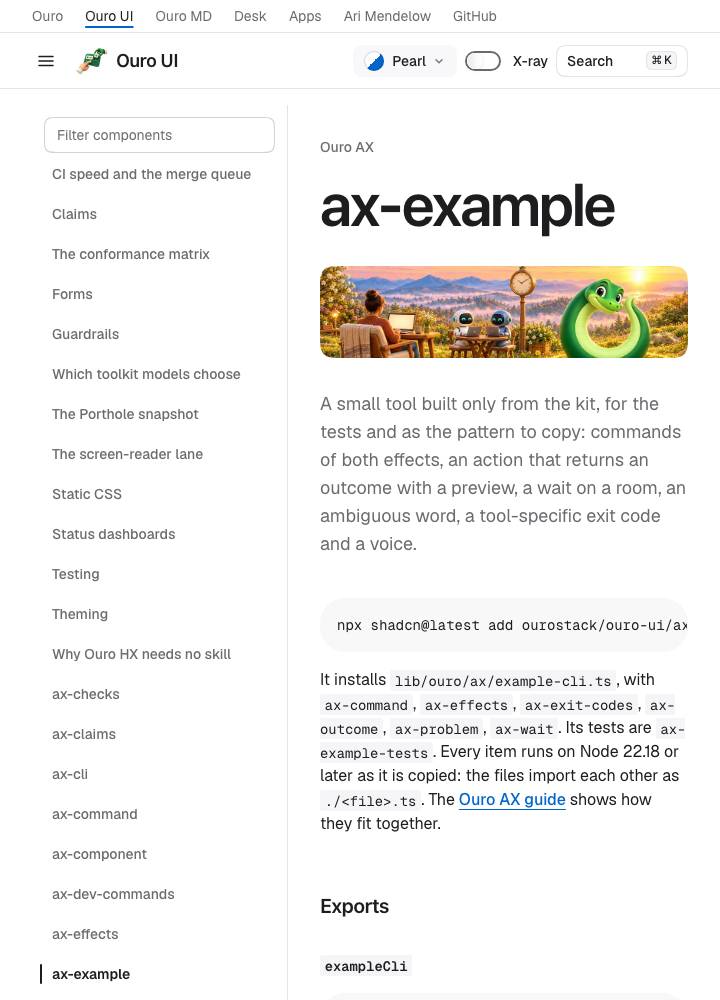 Ouro
Ouro UI
Ouro MD
Desk
Apps
Ari Mendelow
GitHub
Ouro UI
Pearl
X-ray
Search
⌘ K
Filter components
CI speed and the merge queue
Claims
The conformance matrix
Forms
Guardrails
Which toolkit models choose
The Porthole snapshot
The screen-reader lane
Static CSS
Status dashboards
Testing
Theming
Why Ouro HX needs no skill
ax-checks
ax-claims
ax-cli
ax-command
ax-component
ax-dev-commands
ax-effects
ax-example
Ouro AX
ax-example
A small tool built only from the kit, for the
tests and as the pattern to copy: commands
of both effects, an action that returns an
outcome with a preview, a wait on a room, an
ambiguous word, a tool-specific exit code
and a voice.
npx shadcn@latest add ourostack/ouro-ui/ax
It installs lib/ouro/ax/example-cli.ts, with
ax-command, ax-effects, ax-exit-codes, ax-
outcome, ax-problem, ax-wait. Its tests are ax-
example-tests. Every item runs on Node 22.18 or
later as it is copied: the files import each other as
./<file>.ts. The Ouro AX guide shows how
they fit together.
Exports
exampleCli